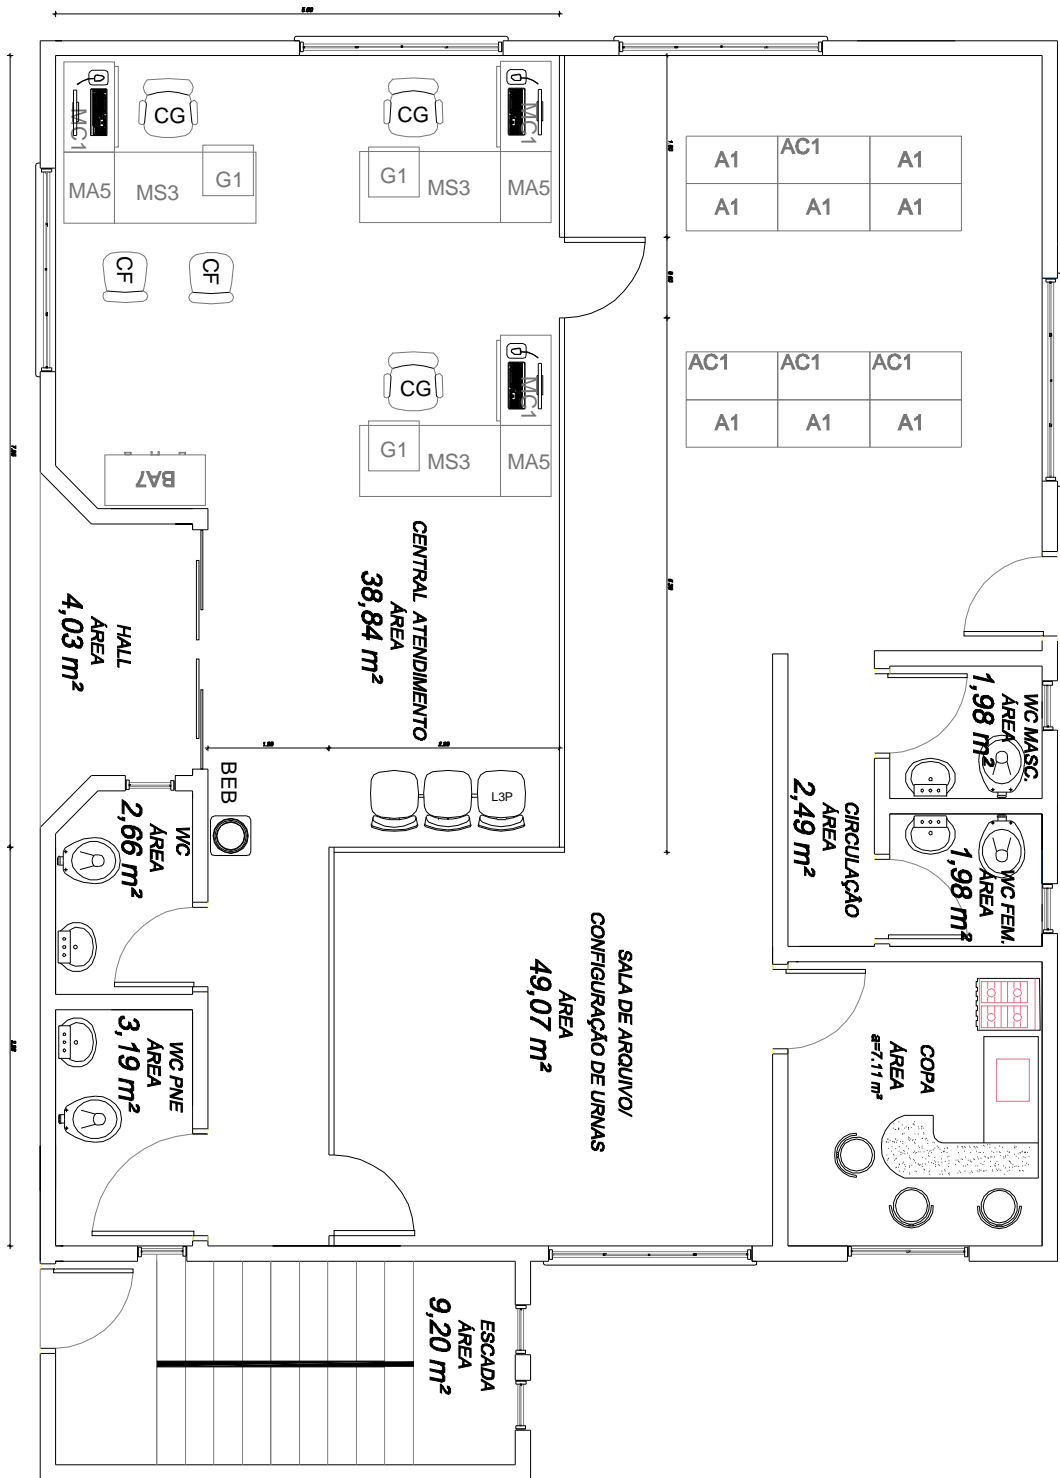 CG
CG
MC1
MC1
G1
G1
MA5
MS3
MS3
MA5
A1
AC1
A1
A1
A1
A1
CF
CF
MC1
CG
G1
MS3
MA5
AC1
AC1
AC1
A1
A1
A1
BA7
CENTRAL ATENDIMENTO
ÁREA
38,84 m²
HALL
ÁREA
4,03 m²
WC MASC.
ÁREA
1,98 m²
BEB
L3P
WC
ÁREA
2,66 m²
CIRCULAÇÃO
ÁREA
2,49 m²
WC FEM.
ÁREA
1,98 m²
SALA DE ARQUIVO/
CONFIGURAÇÃO DE URNAS
ÁREA
49,07 m²
WC PNE
ÁREA
3,19 m²
COPA
ÁREA
a=7.11 m²
ESCADA
ÁREA
9,20 m²